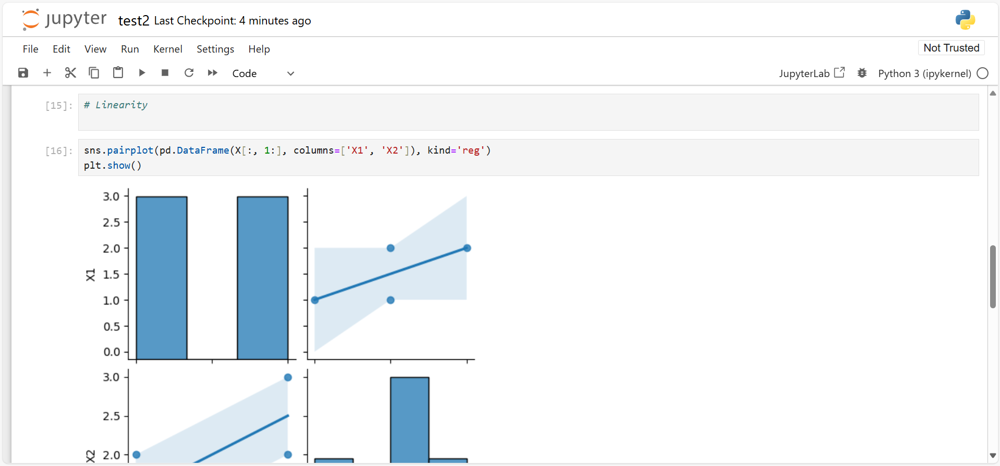 jupyter test2 Last Checkpoint: 4 minutes ago
File Edit View Run Kernel Settings Help
Not Trusted
Code
JupyterLab
Python 3 (ipykernel)
[15]:
# Linearity
[16]:
sns.pairplot(pd.DataFrame(X[:, 1:], columns=['X1', 'X2']), kind='reg')
plt.show()
3.0
2.5
2.0
X1
1.5
1.0
0.5
0.0
3.0
2.5
X2
2.0